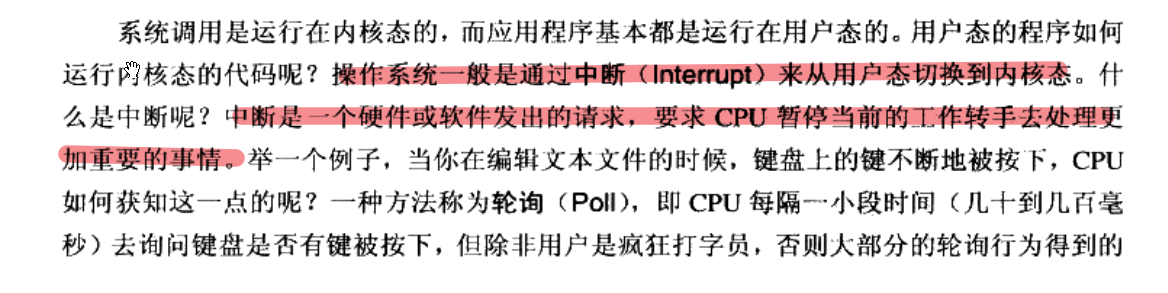 系统调用是运行在内核态的，而应用程序基本都是运行在用户态的。用户态的程序如何
运行内核态的代码呢？操作系统一般是通过中断（Interrupt）来从用户态切换到内核态。什
么是中断呢？中断是一个硬件或软件发出的请求，要求 CPU 暂停当前的工作转手去处理更
加重要的事情。举一个例子，当你在编辑文本文件的时候，键盘上的键不断地被按下，CPU
如何获知这一点的呢？一种方法称为轮询（Poll），即 CPU 每隔一小段时间（几十到几百毫
秒）去询问键盘是否有键被按下，但除非用户是疯狂打字员，否则大部分的轮询行为得到的